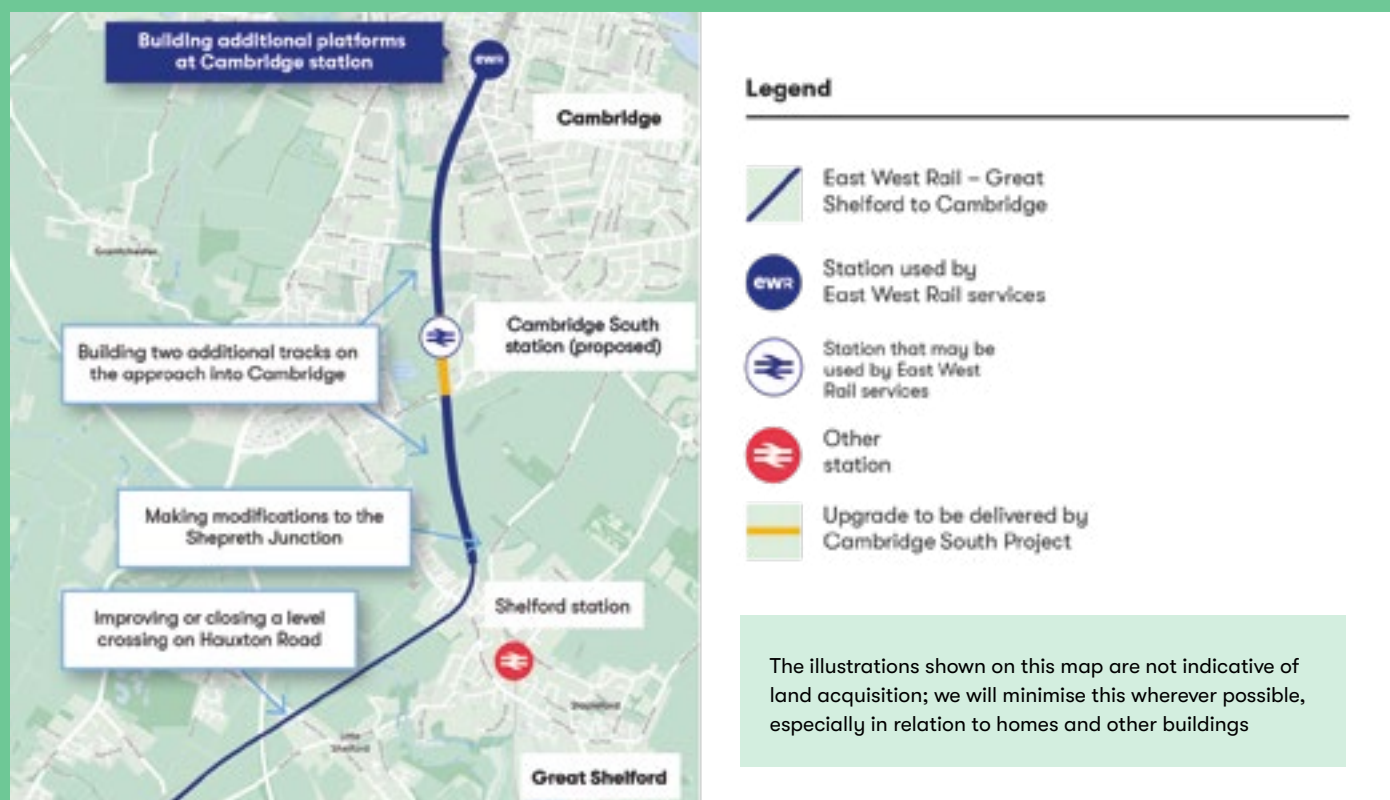 Building additional platforms
at Cambridge station
ewr
Cambridge
Grantchester
Cambridge South
station (proposed)
Building two additional tracks on
the approach into Cambridge
Making modifications to the
Shepreth Junction
Shelford station
Improving or closing a level
crossing on Hauxton Road
Stapleford
Little
Shelford
Great Shelford
Legend
East West Rail – Great
Shelford to Cambridge
ewr
Station used by
East West Rail services
Station that may be
used by East West
Rail services
Other
station
Upgrade to be delivered by
Cambridge South Project
The illustrations shown on this map are not indicative of
land acquisition; we will minimise this wherever possible,
especially in relation to homes and other buildings